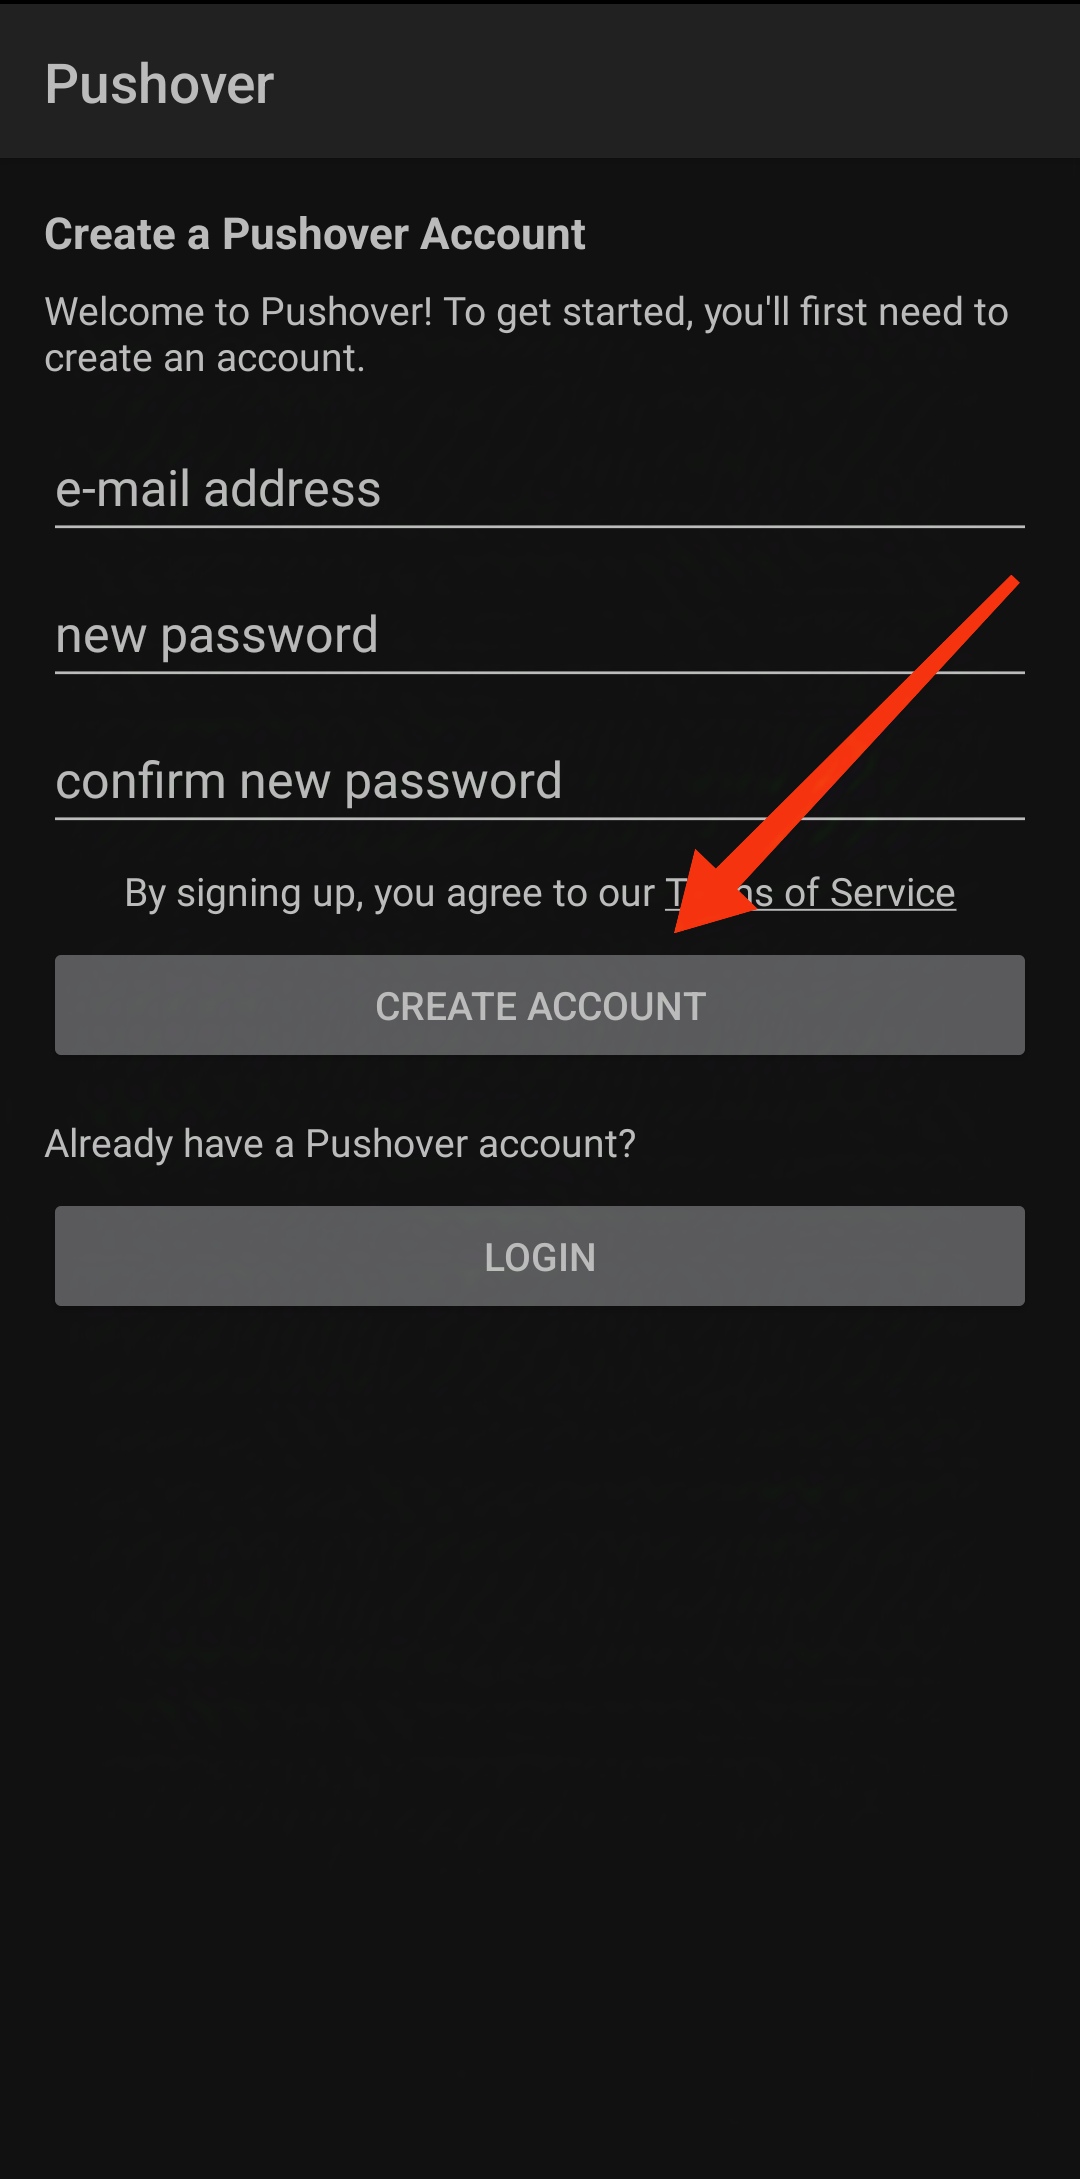 Pushover
Create a Pushover Account
Welcome to Pushover! To get started, you'll first need to
create an account.
e-mail address
new password
confirm new password
By signing up, you agree to our Terms of Service
CREATE ACCOUNT
Already have a Pushover account?
LOGIN